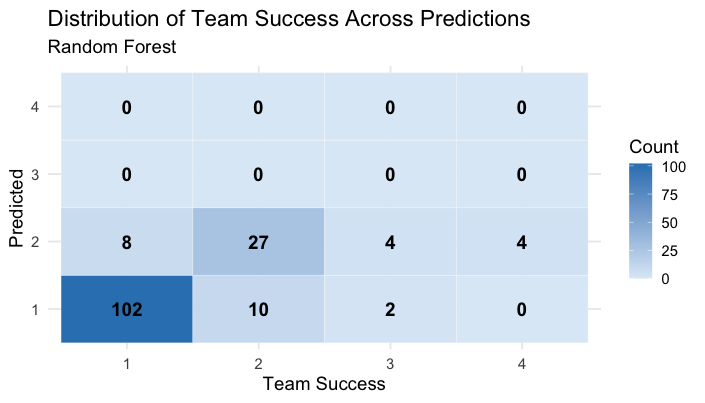 Distribution of Team Success Across Predictions
Random Forest
4 0 0 0 0
3 0 0 0 0
2 8 27 4 4
1 102 10 2 0
1 2 3 4
Team Success
Predicted
Count
100
75
50
25
0